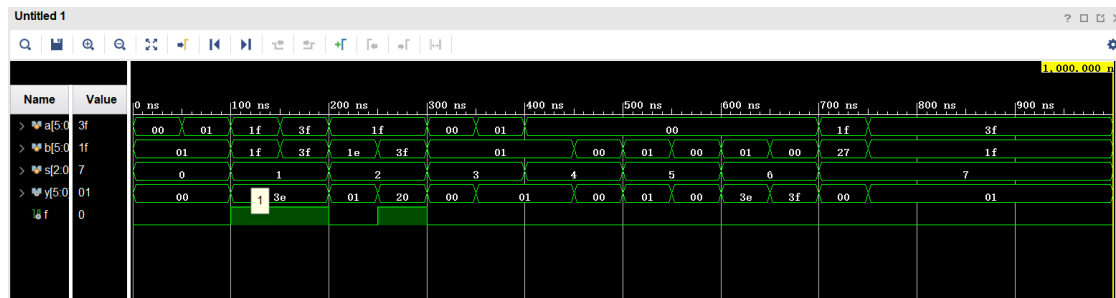 Untitled 1
1,000.000 n
Name Value 0 ns 100 ns 200 ns 300 ns 400 ns 500 ns 600 ns 700 ns 800 ns 900 ns
a[5:0 3f 00 01 1f 3f 1f 00 01 00 1f 3f
b[5:0 1f 01 1f 3f 1e 3f 01 00 01 00 01 00 27 1f
s[2:0 7 0 1 2 3 4 5 6 7
y[5:0 01 00 1 3e 01 20 00 01 00 01 00 3e 3f 00 01
f 0